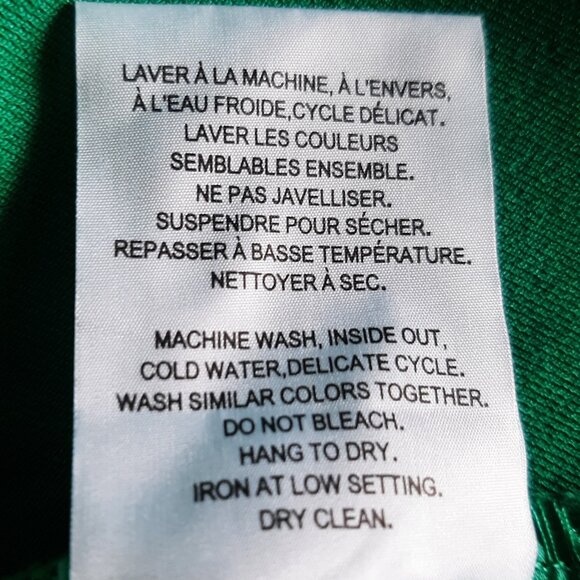 LAVER À LA MACHINE, À L'ENVERS,
À L'EAU FROIDE,CYCLE DÉLICAT.
LAVER LES COULEURS
SEMBLABLES ENSEMBLE.
NE PAS JAVELLISER.
SUSPENDRE POUR SÉCHER.
REPASSER À BASSE TEMPÉRATURE.
NETTOYER À SEC.
MACHINE WASH, INSIDE OUT,
COLD WATER,DELICATE CYCLE.
WASH SIMILAR COLORS TOGETHER.
DO NOT BLEACH.
HANG TO DRY.
IRON AT LOW SETTING.
DRY CLEAN.